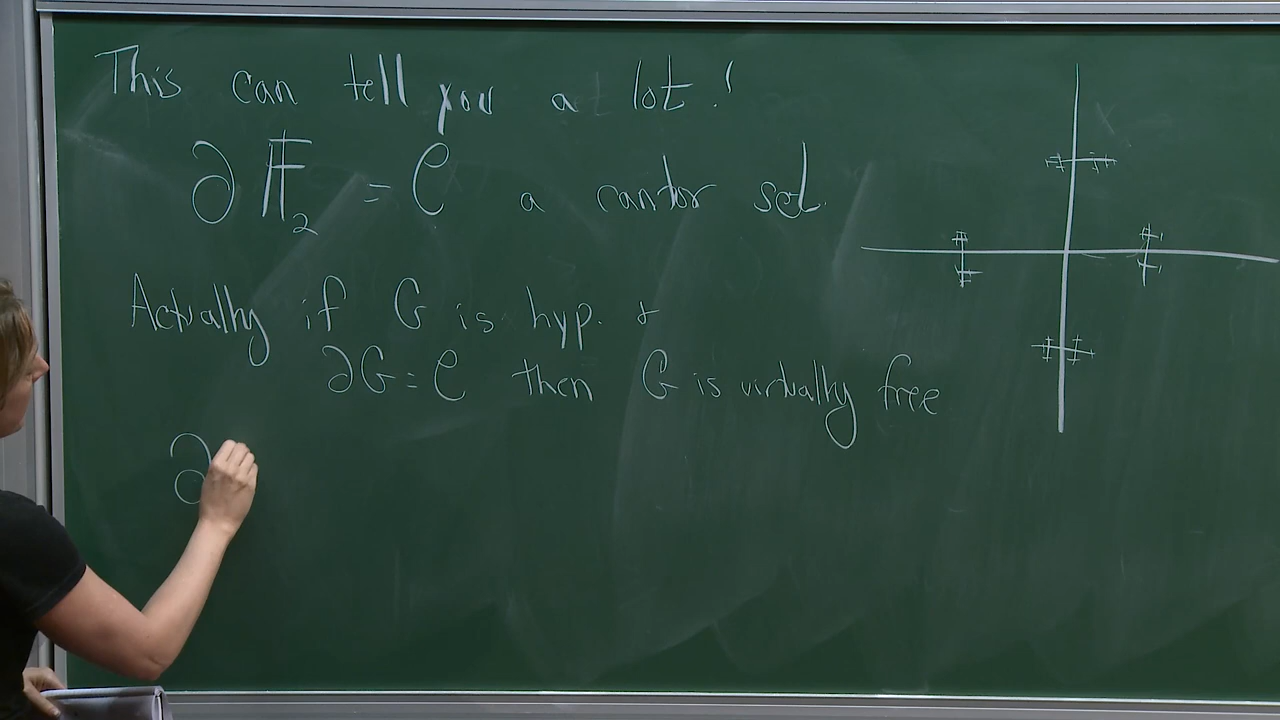 This can tell you a lot!
∂F₂ = C a cantor set
Actually if G is hyp. &
∂G = C then G is virtually free
∂